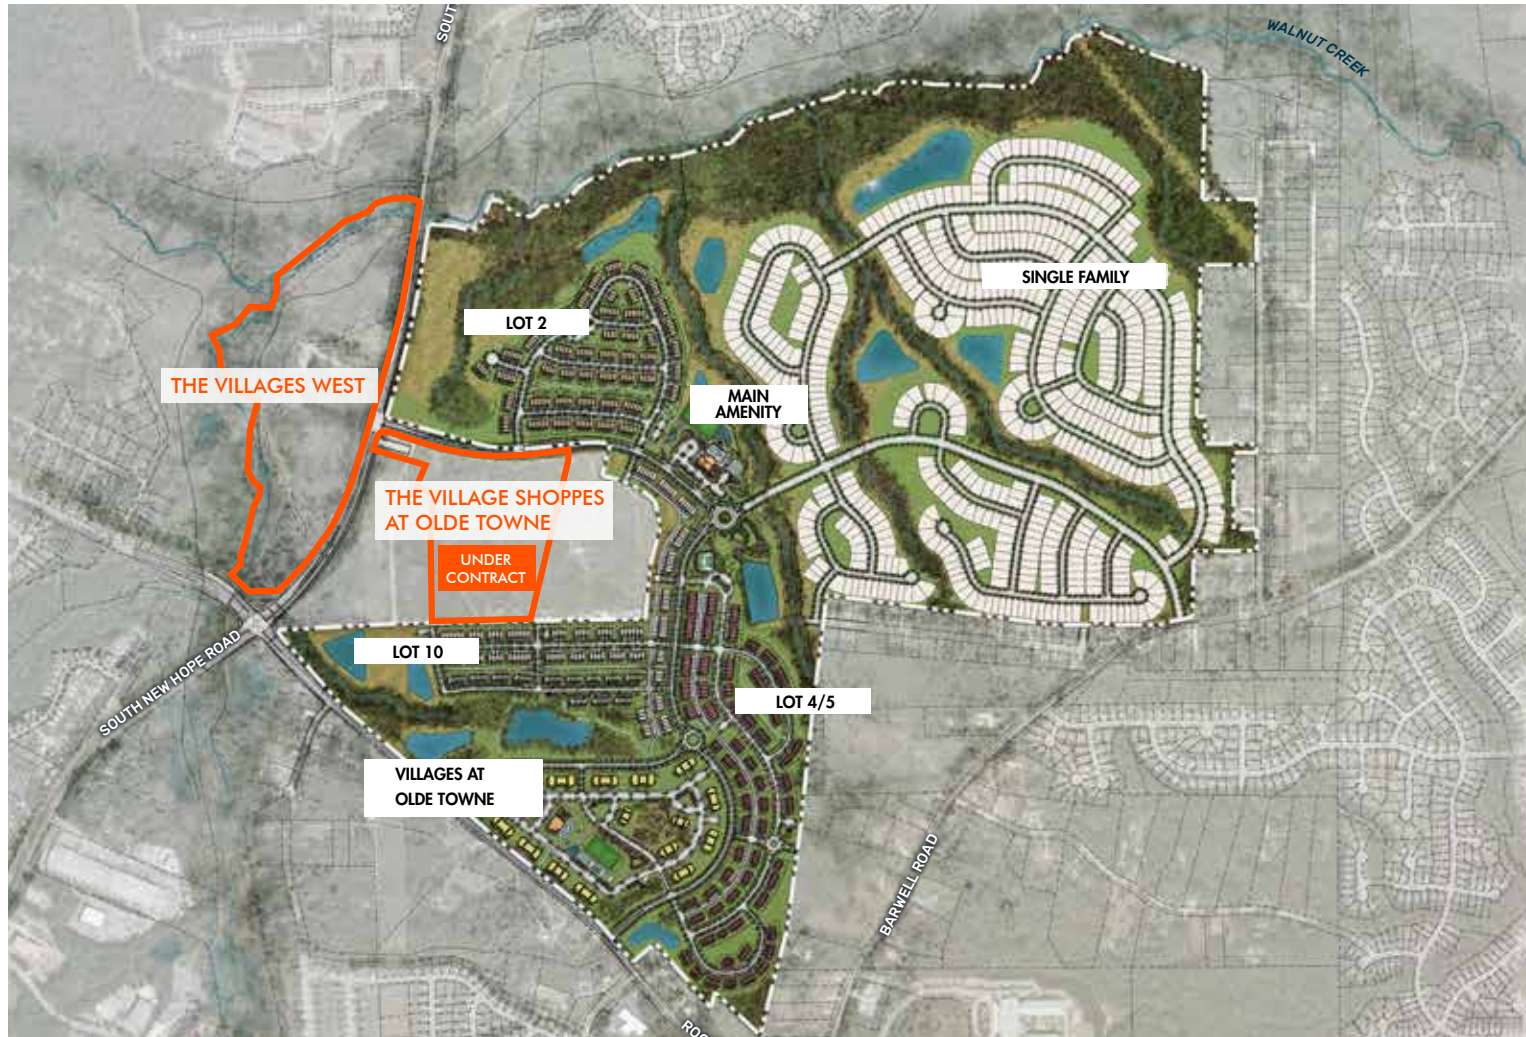 SOUT
WALNUT CREEK
SINGLE FAMILY
LOT 2
THE VILLAGES WEST
MAIN
AMENITY
THE VILLAGE SHOPPES
AT OLDE TOWNE
UNDER
CONTRACT
SOUTH NEW HOPE ROAD
LOT 10
LOT 4/5
VILLAGES AT
OLDE TOWNE
BARWELL ROAD